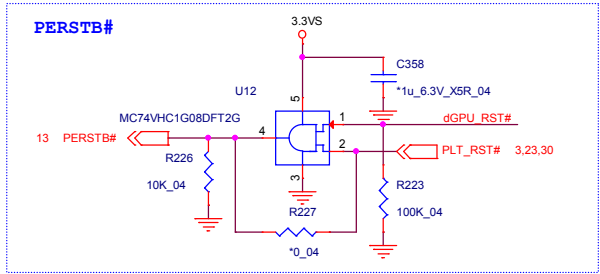 PERSTB#
3.3VS
C358
*1u_6.3V_X5R_04
U12
MC74VHC1G08DFT2G
5
1
dGPU_RST#
13 PERSTB#
4
2
PLT_RST# 3,23,30
3
R226
10K_04
R223
100K_04
R227
*0_04